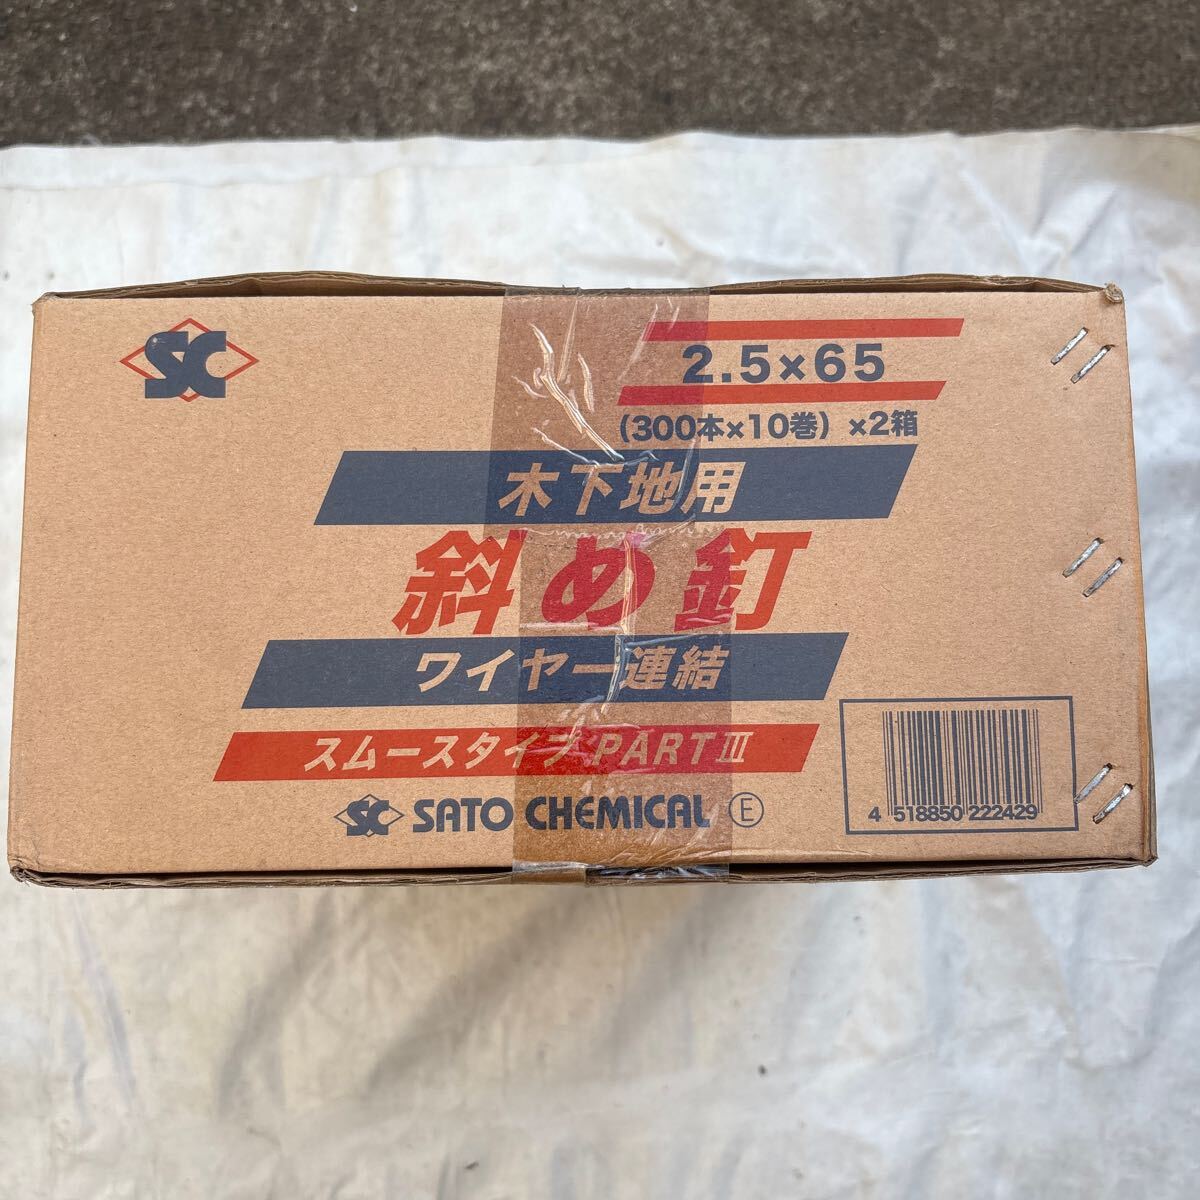 SC
2.5×65
(300本×10巻) ×2箱
木下地用
斜め釘
ワイヤー連結
スムースタイプ PART III
SC SATO CHEMICAL Ⓔ
4 518850 222429